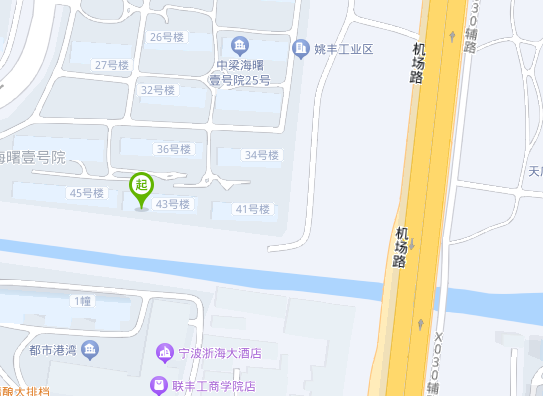 030辅路
26号楼
机场路
姚丰工业区
27号楼
中梁海曙
壹号院25号
32号楼
36号楼
34号楼
海曙壹号院
起
45号楼
43号楼
41号楼
机场路
1幢
都市港湾
宁波浙海大酒店
X030辅
联丰工商学院店
酿大排档